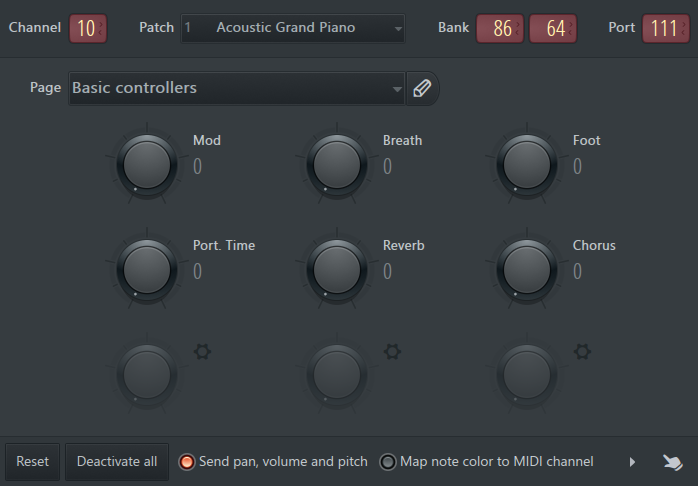 Channel 10 Patch 1 Acoustic Grand Piano Bank 86 64 Port 111
Page Basic controllers
Mod Breath Foot
0 0 0
Port. Time Reverb Chorus
0 0 0
Reset Deactivate all Send pan, volume and pitch Map note color to MIDI channel